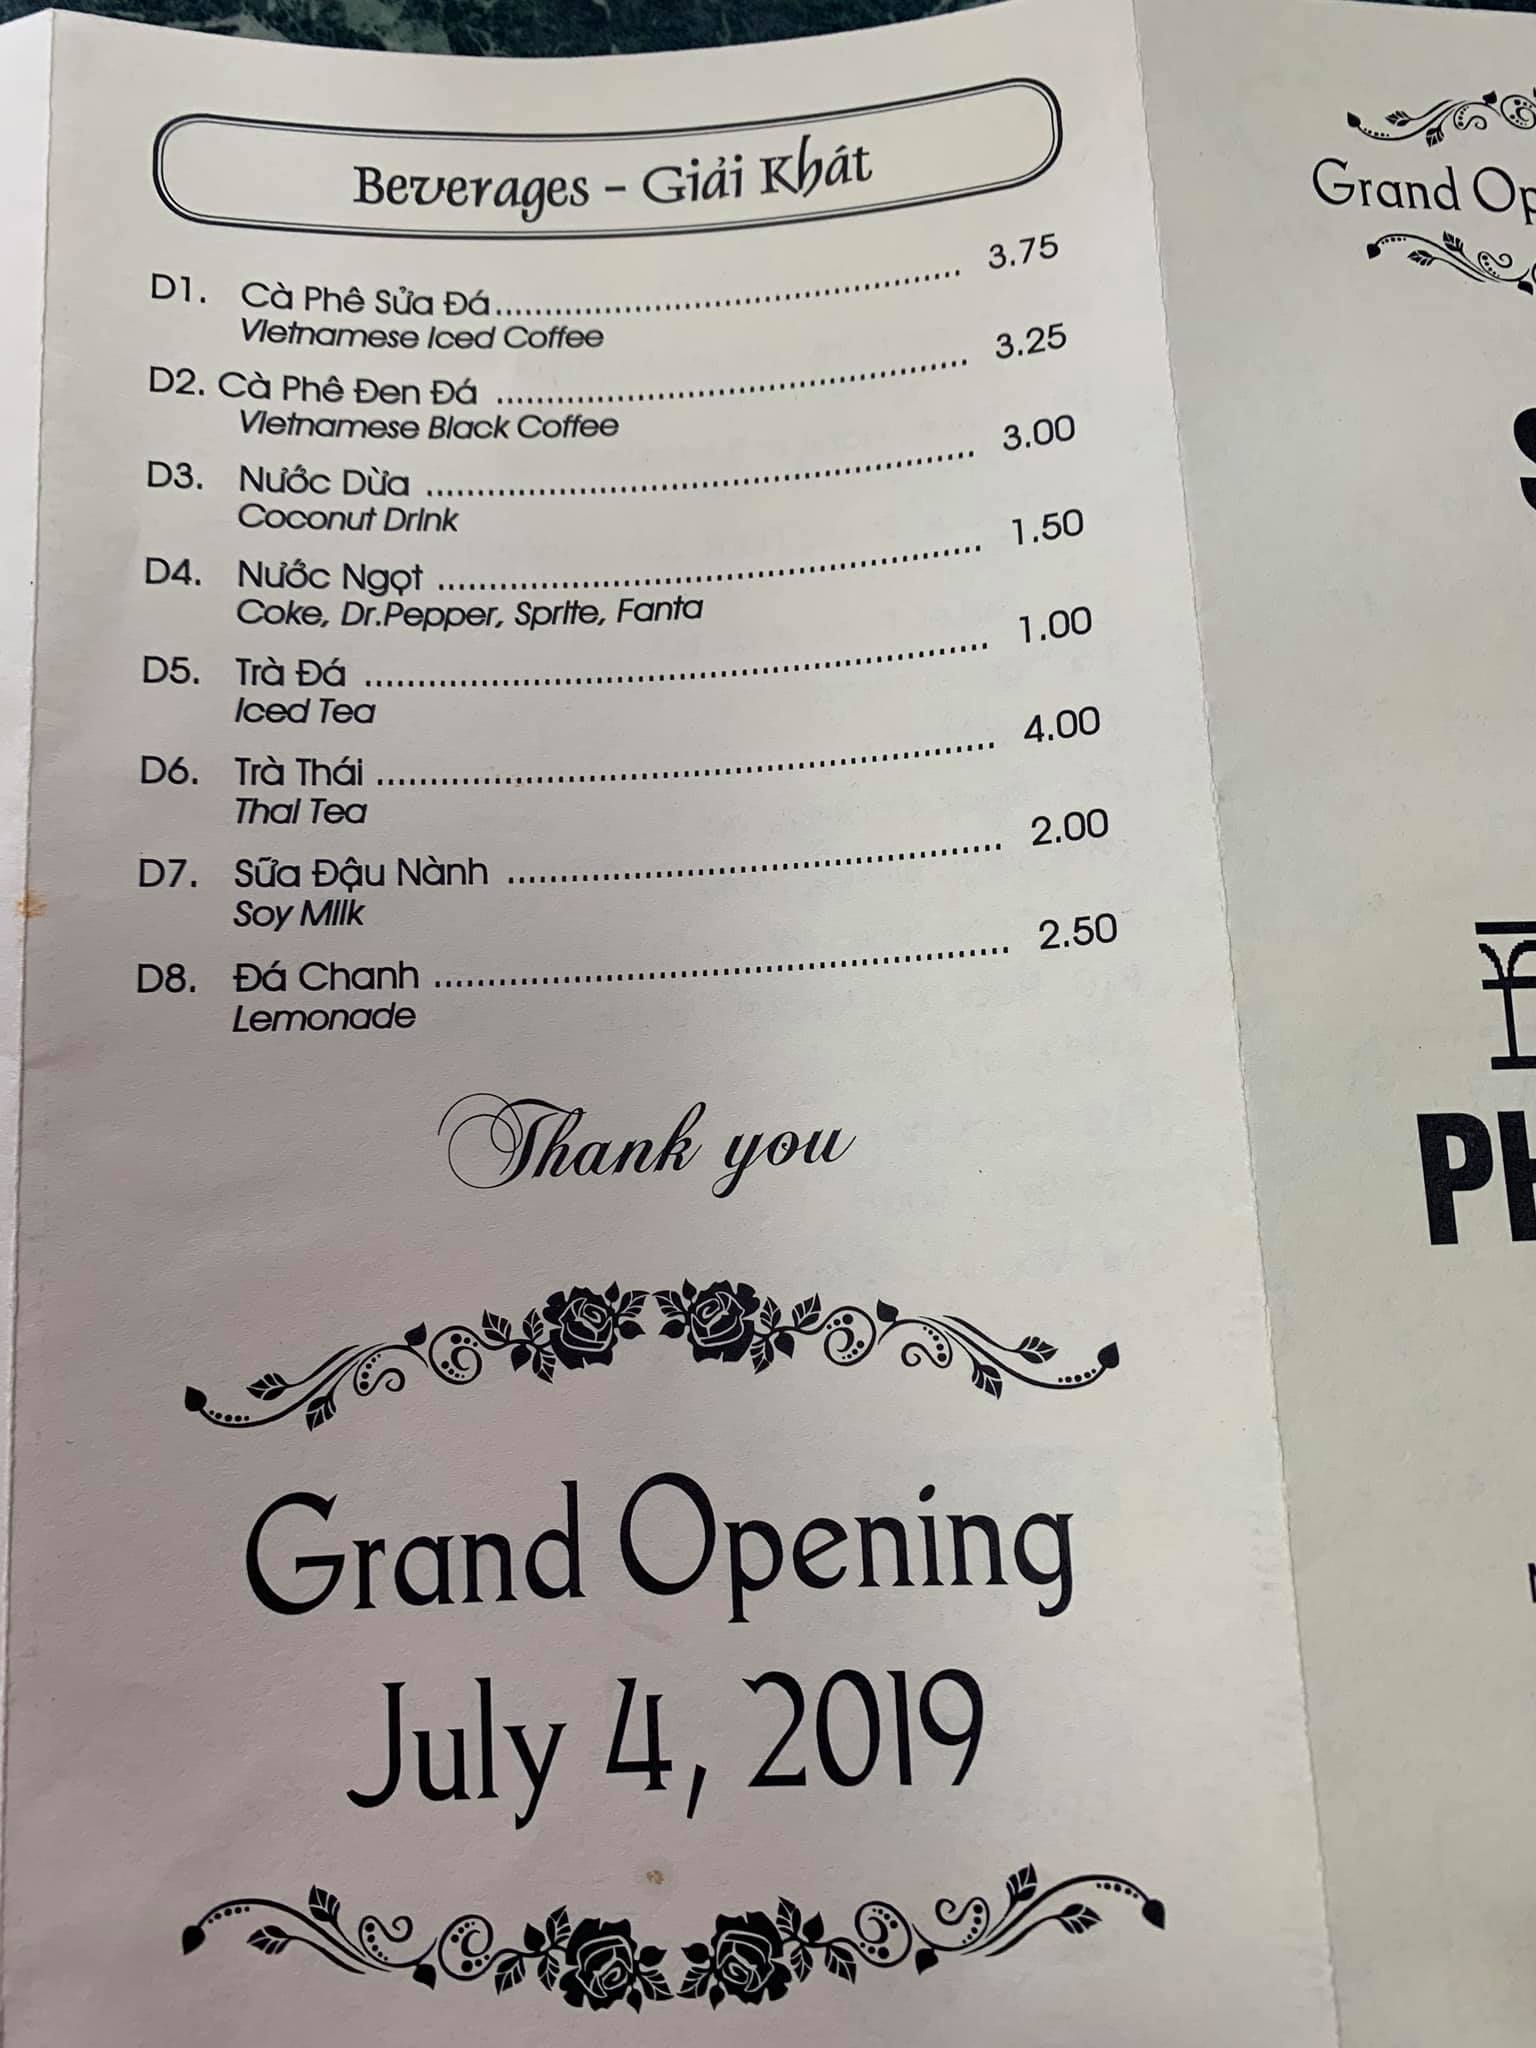 Beverages - Giải Khát
D1. Cà Phê Sửa Đá 3.75
Vietnamese Iced Coffee
D2. Cà Phê Đen Đá 3.25
Vietnamese Black Coffee
D3. Nước Dừa 3.00
Coconut Drink
D4. Nước Ngọt 1.50
Coke, Dr.Pepper, Sprite, Fanta
D5. Trà Đá 1.00
Iced Tea
D6. Trà Thái 4.00
Thai Tea
D7. Sữa Đậu Nành 2.00
Soy Milk
D8. Đá Chanh 2.50
Lemonade
Thank you
Grand Opening
July 4, 2019
Grand Op
PH